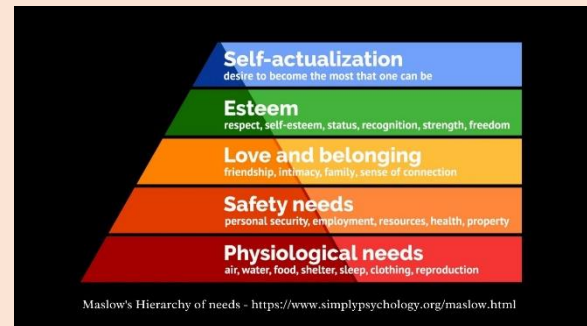 Self-actualization
desire to become the most that one can be
Esteem
respect, self-esteem, status, recognition, strength, freedom
Love and belonging
friendship, intimacy, family, sense of connection
Safety needs
personal security, employment, resources, health, property
Physiological needs
air, water, food, shelter, sleep, clothing, reproduction
Maslow's Hierarchy of needs - https://www.simplypsychology.org/maslow.html